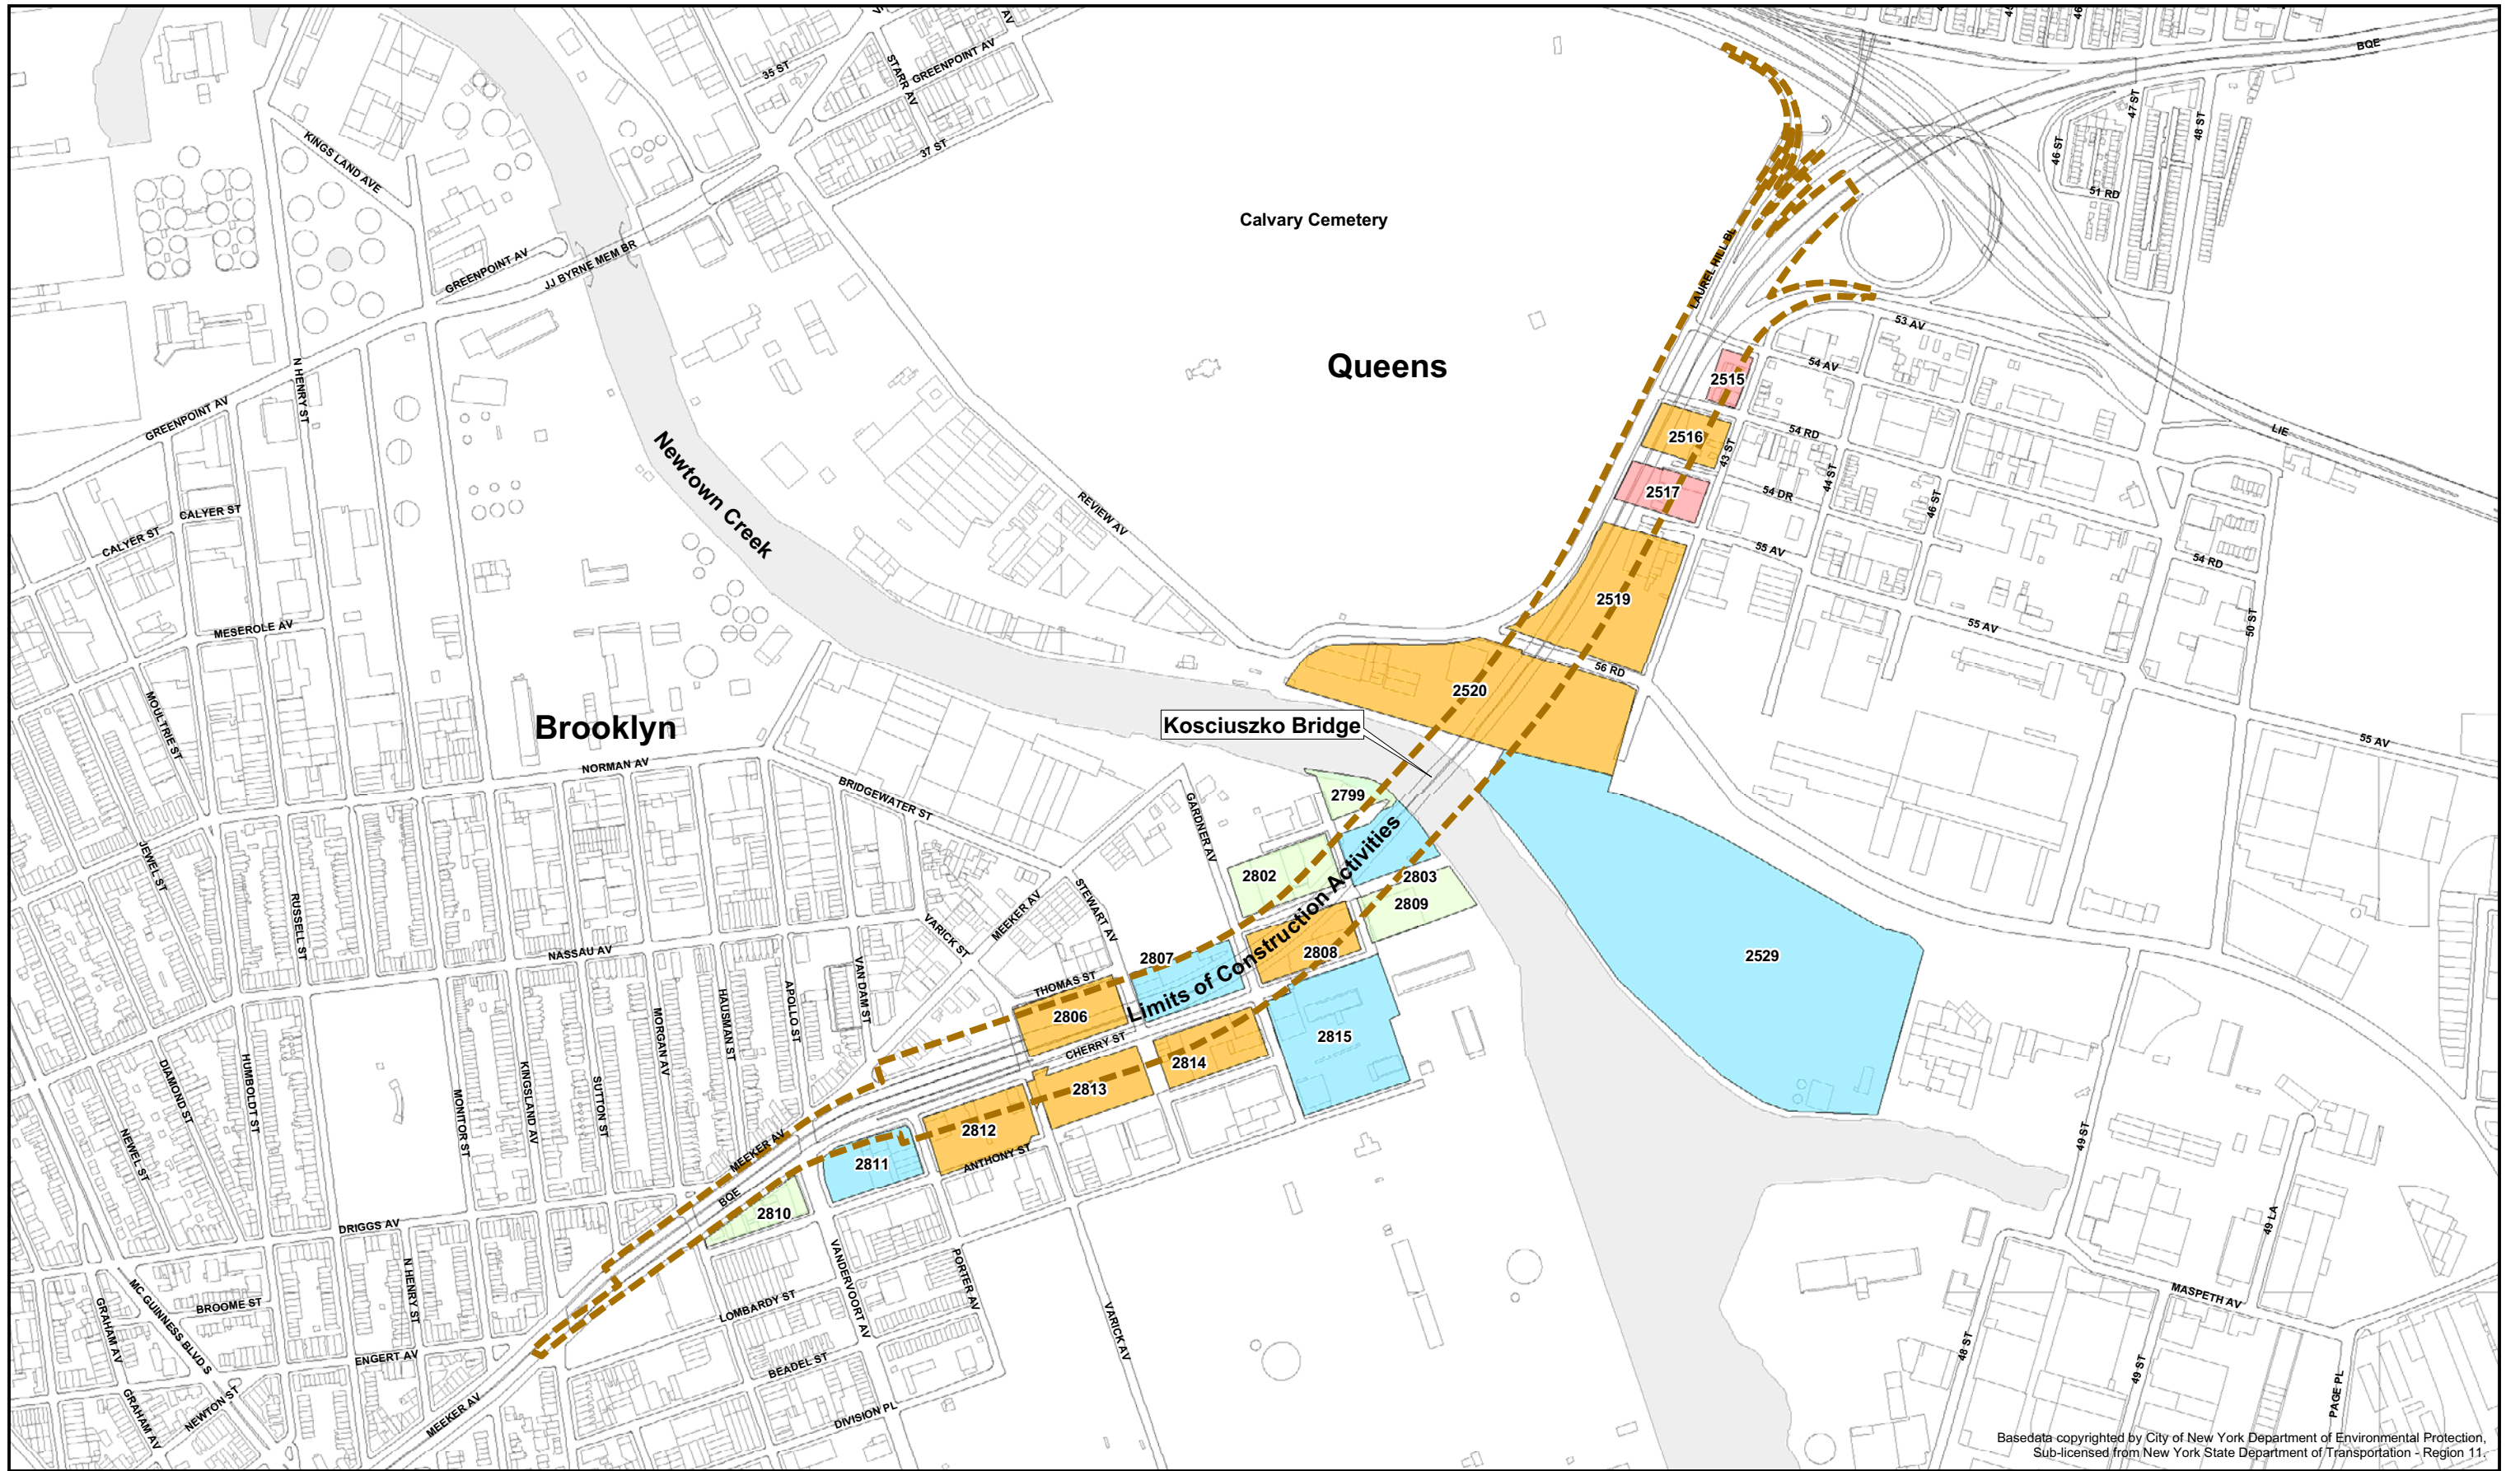 BQE
35 ST
STARR AV
GREENPOINT AV
37 ST
KINGS LAND AVE
47 ST
48 ST
46 ST
51 RD
Calvary Cemetery
GREENPOINT AV
JJ BYRNE MEM BR
LAUREL HILL BL
53 AV
54 AV
Queens
2515
N HENRY ST
GREENPOINT AV
2516
54 RD
43 ST
LIE
Newtown Creek
2517
54 DR
44 ST
46 ST
REVIEW AV
CALYER ST
CALYER ST
55 AV
54 RD
2519
MESEROLE AV
55 AV
50 ST
56 RD
2520
MOULTRIE ST
Brooklyn
Kosciuszko Bridge
55 AV
NORMAN AV
BRIDGEWATER ST
2799
GARDNER AV
JEWEL ST
2802
2803
2809
RUSSELL ST
STEWART AV
MEEKER AV
VARICK ST
NASSAU AV
2807
2808
2529
Limits of Construction Activities
VAN DAM ST
APOLLO ST
HAUSMAN ST
MORGAN AV
THOMAS ST
2806
CHERRY ST
2815
2814
2813
DIAMOND ST
HUMBOLDT ST
MONITOR ST
KINGSLAND AV
SUTTON ST
2812
ANTHONY ST
NEWEL ST
MEEKER AV
2811
49 ST
BQE
2810
DRIGGS AV
49 LA
VANDERVOORT AV
PORTER AV
N HENRY ST
MC GUINNESS BLVD S
BROOME ST
GRAHAM AV
LOMBARDY ST
VARICK AV
MASPETH AV
ENGERT AV
BEADEL ST
48 ST
49 ST
GRAHAM AV
NEWTON ST
MEEKER AV
DIVISION PL
PAGE PL
Basedata copyrighted by City of New York Department of Environmental Protection,
Sub-licensed from New York State Department of Transportation - Region 11.